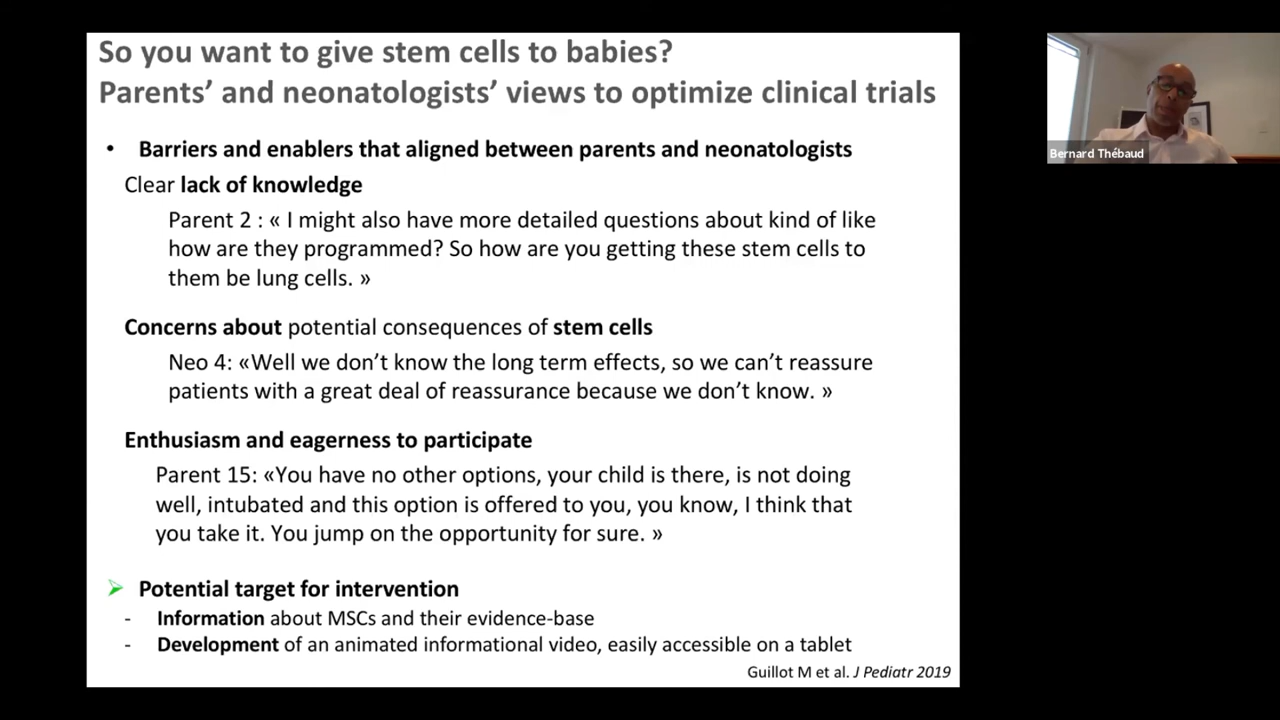 So you want to give stem cells to babies?
Parents’ and neonatologists’ views to optimize clinical trials
• Barriers and enablers that aligned between parents and neonatologists
Clear lack of knowledge
Parent 2 : « I might also have more detailed questions about kind of like
how are they programmed? So how are you getting these stem cells to
them be lung cells. »
Concerns about potential consequences of stem cells
Neo 4: «Well we don’t know the long term effects, so we can’t reassure
patients with a great deal of reassurance because we don’t know. »
Enthusiasm and eagerness to participate
Parent 15: «You have no other options, your child is there, is not doing
well, intubated and this option is offered to you, you know, I think that
you take it. You jump on the opportunity for sure. »
➢ Potential target for intervention
- Information about MSCs and their evidence-base
- Development of an animated informational video, easily accessible on a tablet
Guillot M et al. J Pediatr 2019
Bernard Thébaud